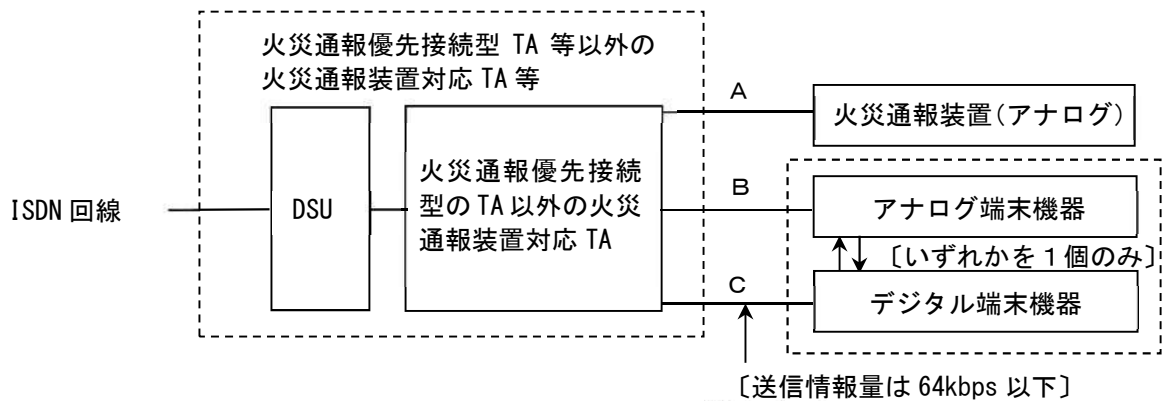 火災通報優先接続型 TA 等以外の
火災通報装置対応 TA 等
A
火災通報装置(アナログ)
ISDN 回線
DSU
火災通報優先接続
型の TA 以外の火災
通報装置対応 TA
B
アナログ端末機器
〔いずれかを1個のみ〕
C
デジタル端末機器
〔送信情報量は 64kbps 以下〕